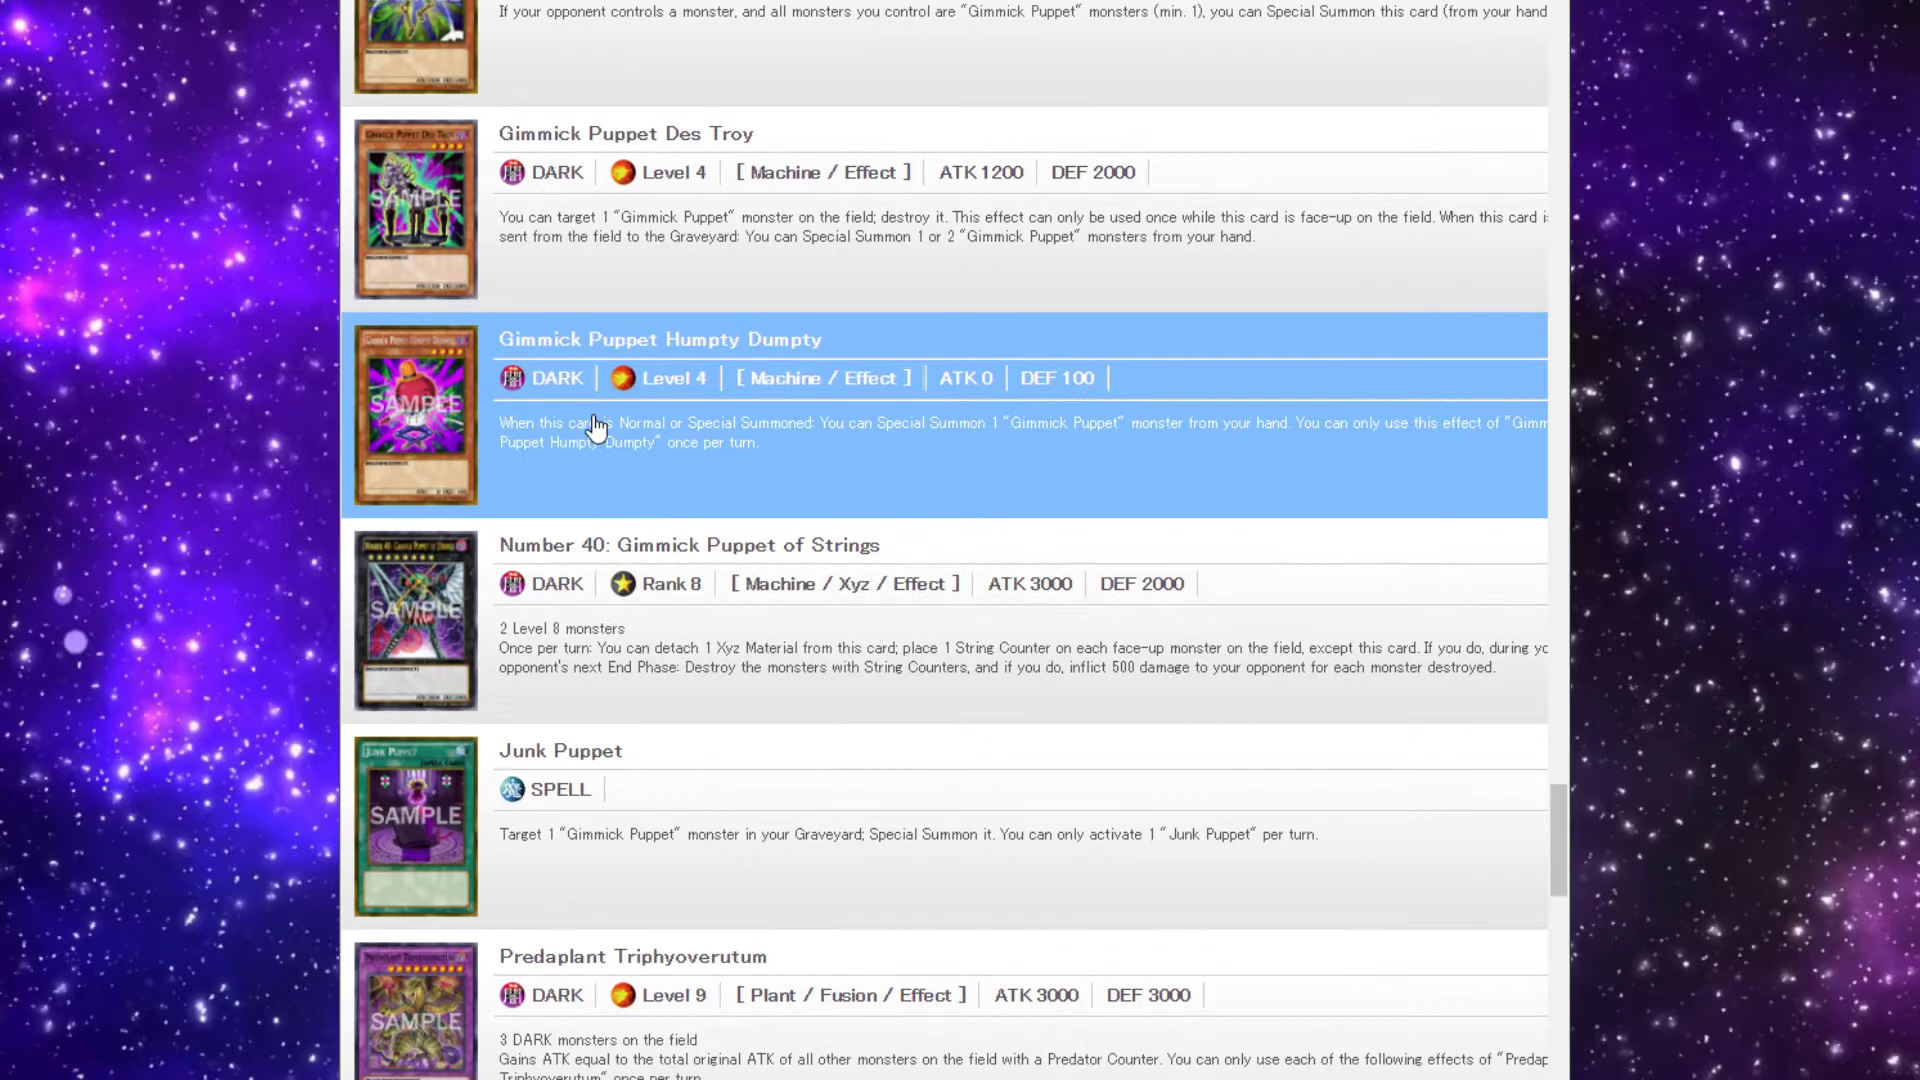 If your opponent controls a monster, and all monsters you control are "Gimmick Puppet" monsters (min. 1), you can Special Summon this card (from your hand
GIMMICK PUPPET DES TROY
SAMPLE
Gimmick Puppet Des Troy
DARK Level 4 [ Machine / Effect ] ATK 1200 DEF 2000
You can target 1 "Gimmick Puppet" monster on the field; destroy it. This effect can only be used once while this card is face-up on the field. When this card is
sent from the field to the Graveyard: You can Special Summon 1 or 2 "Gimmick Puppet" monsters from your hand.
SAMPLE
Gimmick Puppet Humpty Dumpty
DARK Level 4 [ Machine / Effect ] ATK 0 DEF 100
When this card is Normal or Special Summoned: You can Special Summon 1 "Gimmick Puppet" monster from your hand. You can only use this effect of "Gimm
Puppet Humpty Dumpty" once per turn.
SAMPLE
Number 40: Gimmick Puppet of Strings
DARK Rank 8 [ Machine / Xyz / Effect ] ATK 3000 DEF 2000
2 Level 8 monsters
Once per turn: You can detach 1 Xyz Material from this card; place 1 String Counter on each face-up monster on the field, except this card. If you do, during yo
opponent's next End Phase: Destroy the monsters with String Counters, and if you do, inflict 500 damage to your opponent for each monster destroyed.
JUNK PUPPET
SAMPLE
Junk Puppet
SPELL
Target 1 "Gimmick Puppet" monster in your Graveyard; Special Summon it. You can only activate 1 "Junk Puppet" per turn.
SAMPLE
Predaplant Triphyoverutum
DARK Level 9 [ Plant / Fusion / Effect ] ATK 3000 DEF 3000
3 DARK monsters on the field
Gains ATK equal to the total original ATK of all other monsters on the field with a Predator Counter. You can only use each of the following effects of "Predap
Triphyoverutum" once per turn.